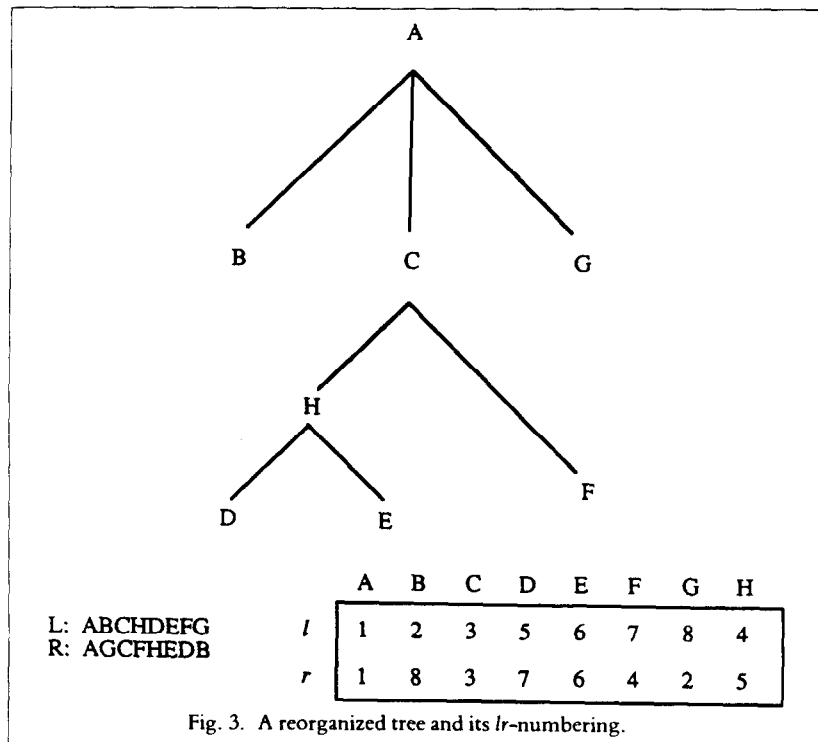 A
B C G
H
F
D E
A B C D E F G H
L: ABCHDEFG
R: AGCFHEDB
l 1 2 3 5 6 7 8 4
r 1 8 3 7 6 4 2 5
Fig. 3. A reorganized tree and its lr-numbering.